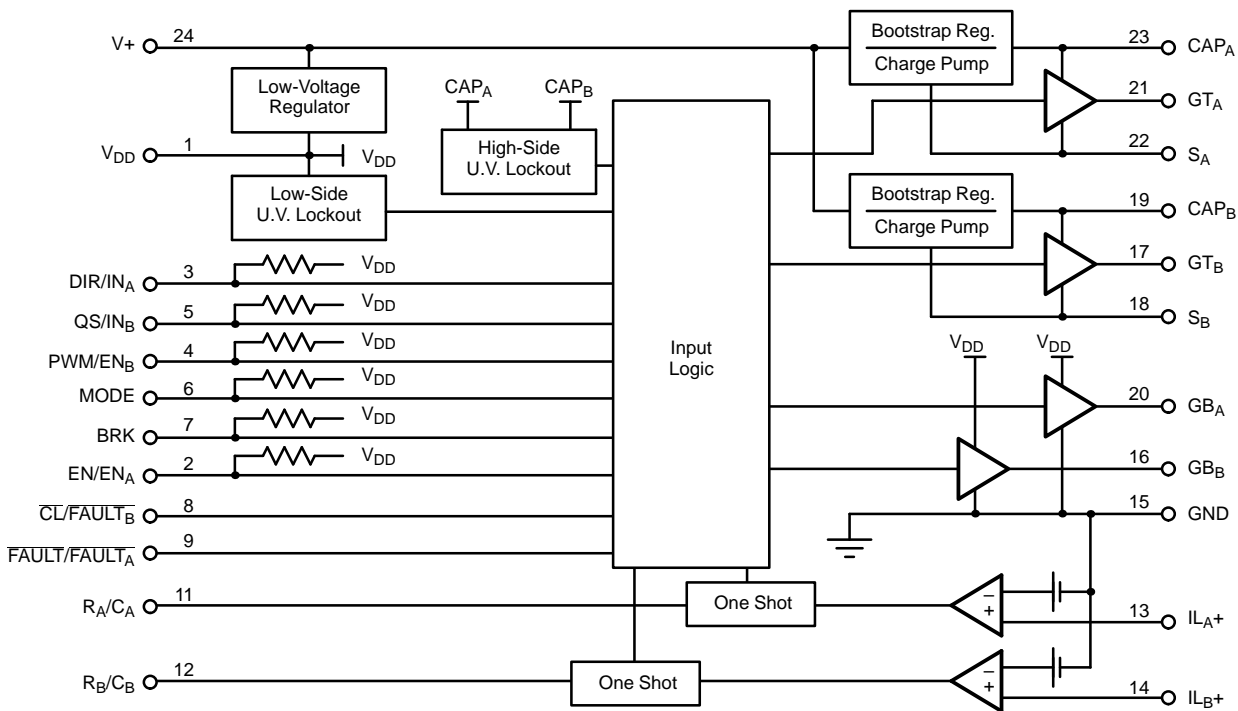 V+
24
Low-Voltage
Regulator
VDD
1
VDD
Low-Side
U.V. Lockout
CAPA
CAPB
High-Side
U.V. Lockout
DIR/INA
3
VDD
QS/INB
5
VDD
PWM/ENB
4
VDD
MODE
6
VDD
BRK
7
VDD
EN/ENA
2
VDD
CL/FAULTB
8
FAULT/FAULTA
9
RA/CA
11
RB/CB
12
Input
Logic
One Shot
One Shot
Bootstrap Reg.
Charge Pump
23
CAPA
21
GTA
22
SA
Bootstrap Reg.
Charge Pump
19
CAPB
17
GTB
18
SB
VDD
VDD
20
GBA
16
GBB
15
GND
–
+
13
ILA+
–
+
14
ILB+